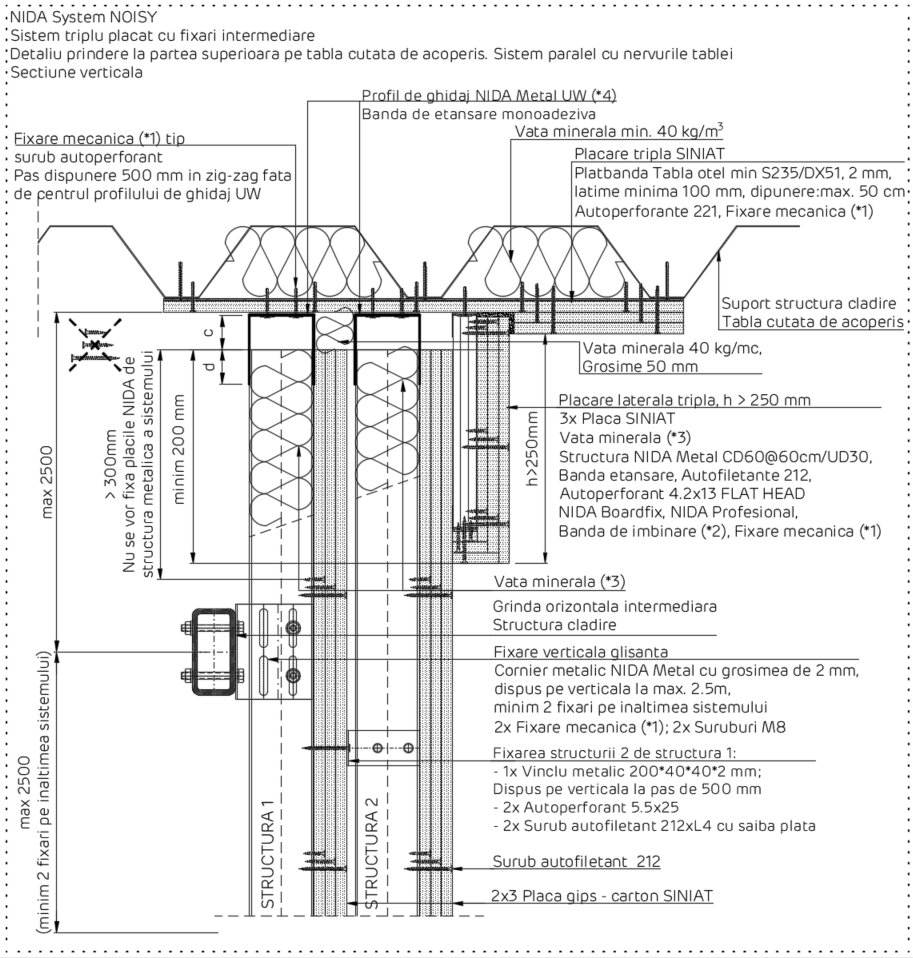 NIDA System NOISY
Sistem triplu placat cu fixari intermediare
Detaliu prindere la partea superioara pe tabla cutata de acoperis. Sistem paralel cu nervurile tablei
Sectiune verticala
Profil de ghidaj NIDA Metal UW (*4)
Banda de etansare monoadeziva
Fixare mecanica (*1) tip
surub autoperforant
Pas dispunere 500 mm in zig-zag fata
de centrul profilului de ghidaj UW
Vata minerala min. 40 kg/m³
Placare tripla SINIAT
Platbanda Tabla otel min S235/DX51, 2 mm,
latime minima 100 mm, dipunere:max. 50 cm
Autoperforante 221, Fixare mecanica (*1)
Suport structura cladire
Tabla cutata de acoperis
c
d
Vata minerala 40 kg/mc,
Grosime 50 mm
max 2500
> 300mm
Nu se vor fixa placile NIDA de
structura metalica a sistemului
minim 200 mm
h>250mm
Placare laterala tripla, h > 250 mm
3x Placa SINIAT
Vata minerala (*3)
Structura NIDA Metal CD60@60cm/UD30,
Banda etansare, Autofiletante 212,
Autoperforant 4.2x13 FLAT HEAD
NIDA Boardfix, NIDA Profesional,
Banda de imbinare (*2), Fixare mecanica (*1)
Vata minerala (*3)
Grinda orizontala intermediara
Structura cladire
Fixare verticala glisanta
Cornier metalic NIDA Metal cu grosimea de 2 mm,
dispus pe verticala la max. 2.5m,
minim 2 fixari pe inaltimea sistemului
2x Fixare mecanica (*1); 2x Suruburi M8
Fixarea structurii 2 de structura 1:
- 1x Vinclu metalic 200*40*40*2 mm;
Dispus pe verticala la pas de 500 mm
- 2x Autoperforant 5.5x25
- 2x Surub autofiletant 212xL4 cu saiba plata
max 2500
(minim 2 fixari pe inaltimea sistemului)
STRUCTURA 1
STRUCTURA 2
Surub autofiletant 212
2x3 Placa gips - carton SINIAT